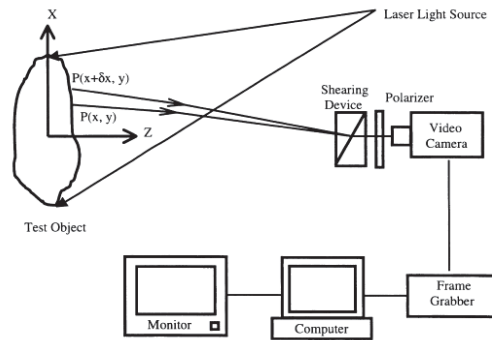 X
Laser Light Source
P(x+δx, y)
P(x, y)
Z
Shearing
Device
Polarizer
Video
Camera
Test Object
Monitor
Computer
Frame
Grabber